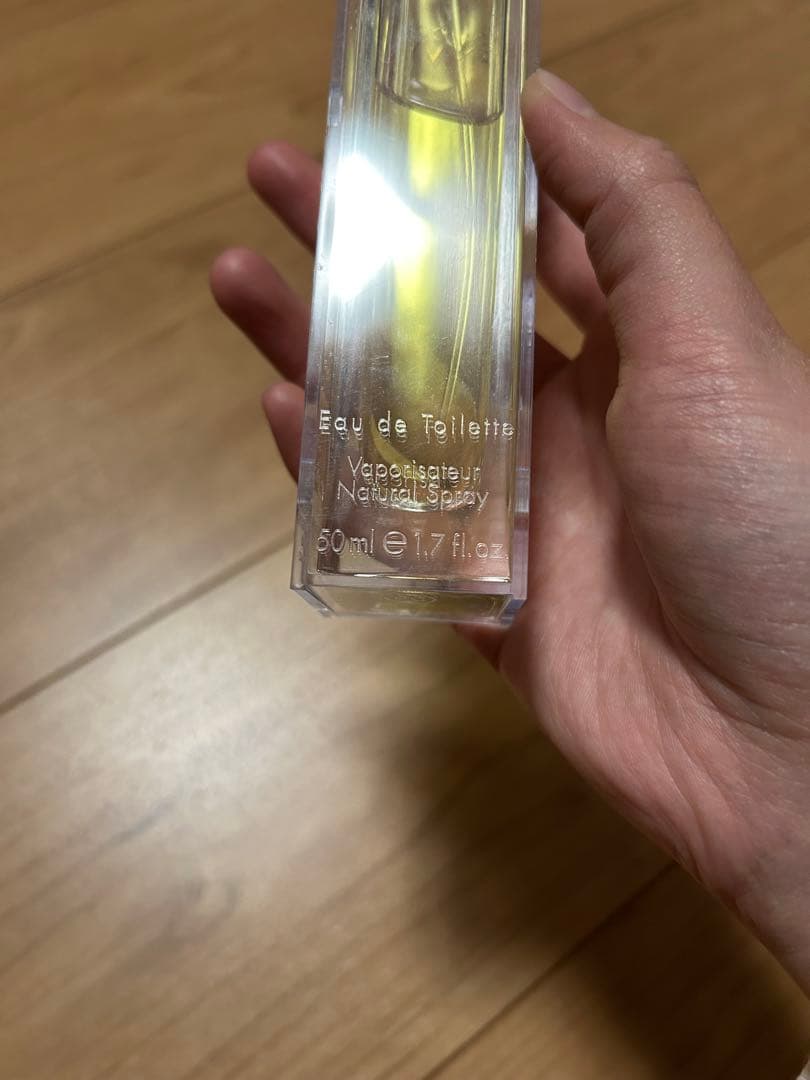 Eau de Toilette
Vaporisateur
Natural Spray
50 ml e 1.7 fl.oz.